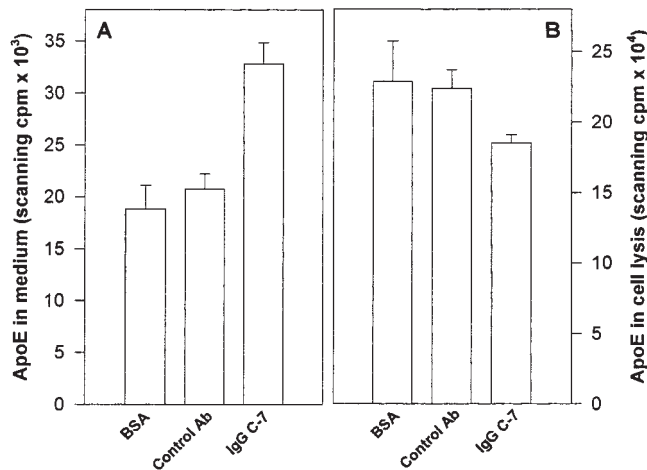 A
B
ApoE in medium (scanning cpm x 10³)
35
30
25
20
15
10
5
0
BSA
Control Ab
IgG C-7
BSA
Control Ab
IgG C-7
25
20
15
10
5
0
ApoE in cell lysis (scanning cpm x 10⁴)